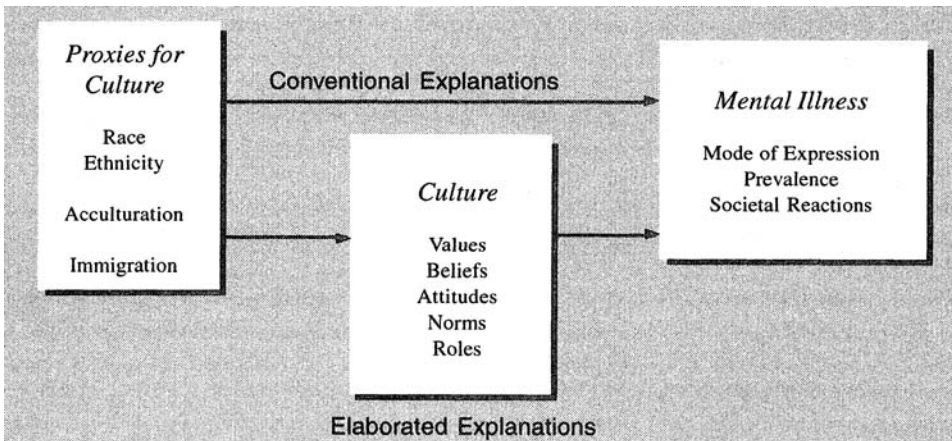 Proxies for
Culture
Race
Ethnicity
Acculturation
Immigration
Conventional Explanations
Culture
Values
Beliefs
Attitudes
Norms
Roles
Mental Illness
Mode of Expression
Prevalence
Societal Reactions
Elaborated Explanations